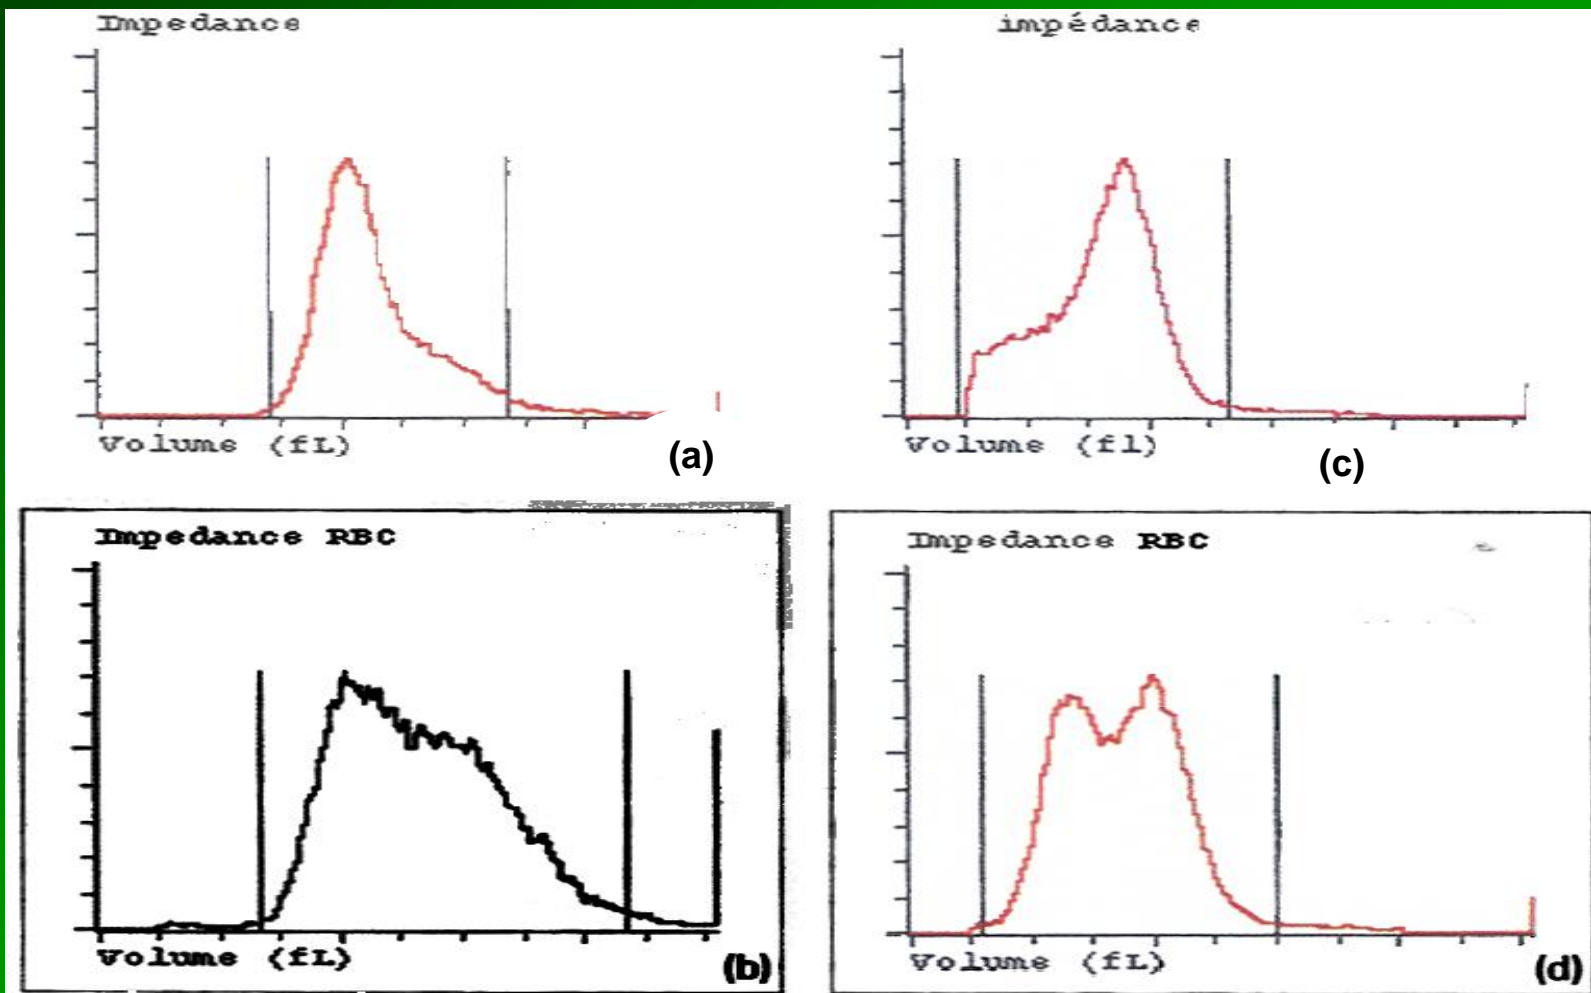 Impedance
Volume (fL)
(a)
impédance
Volume (fl)
(c)
Impedance RBC
Volume (fL)
(b)
Impedance RBC
Volume (fL)
(d)